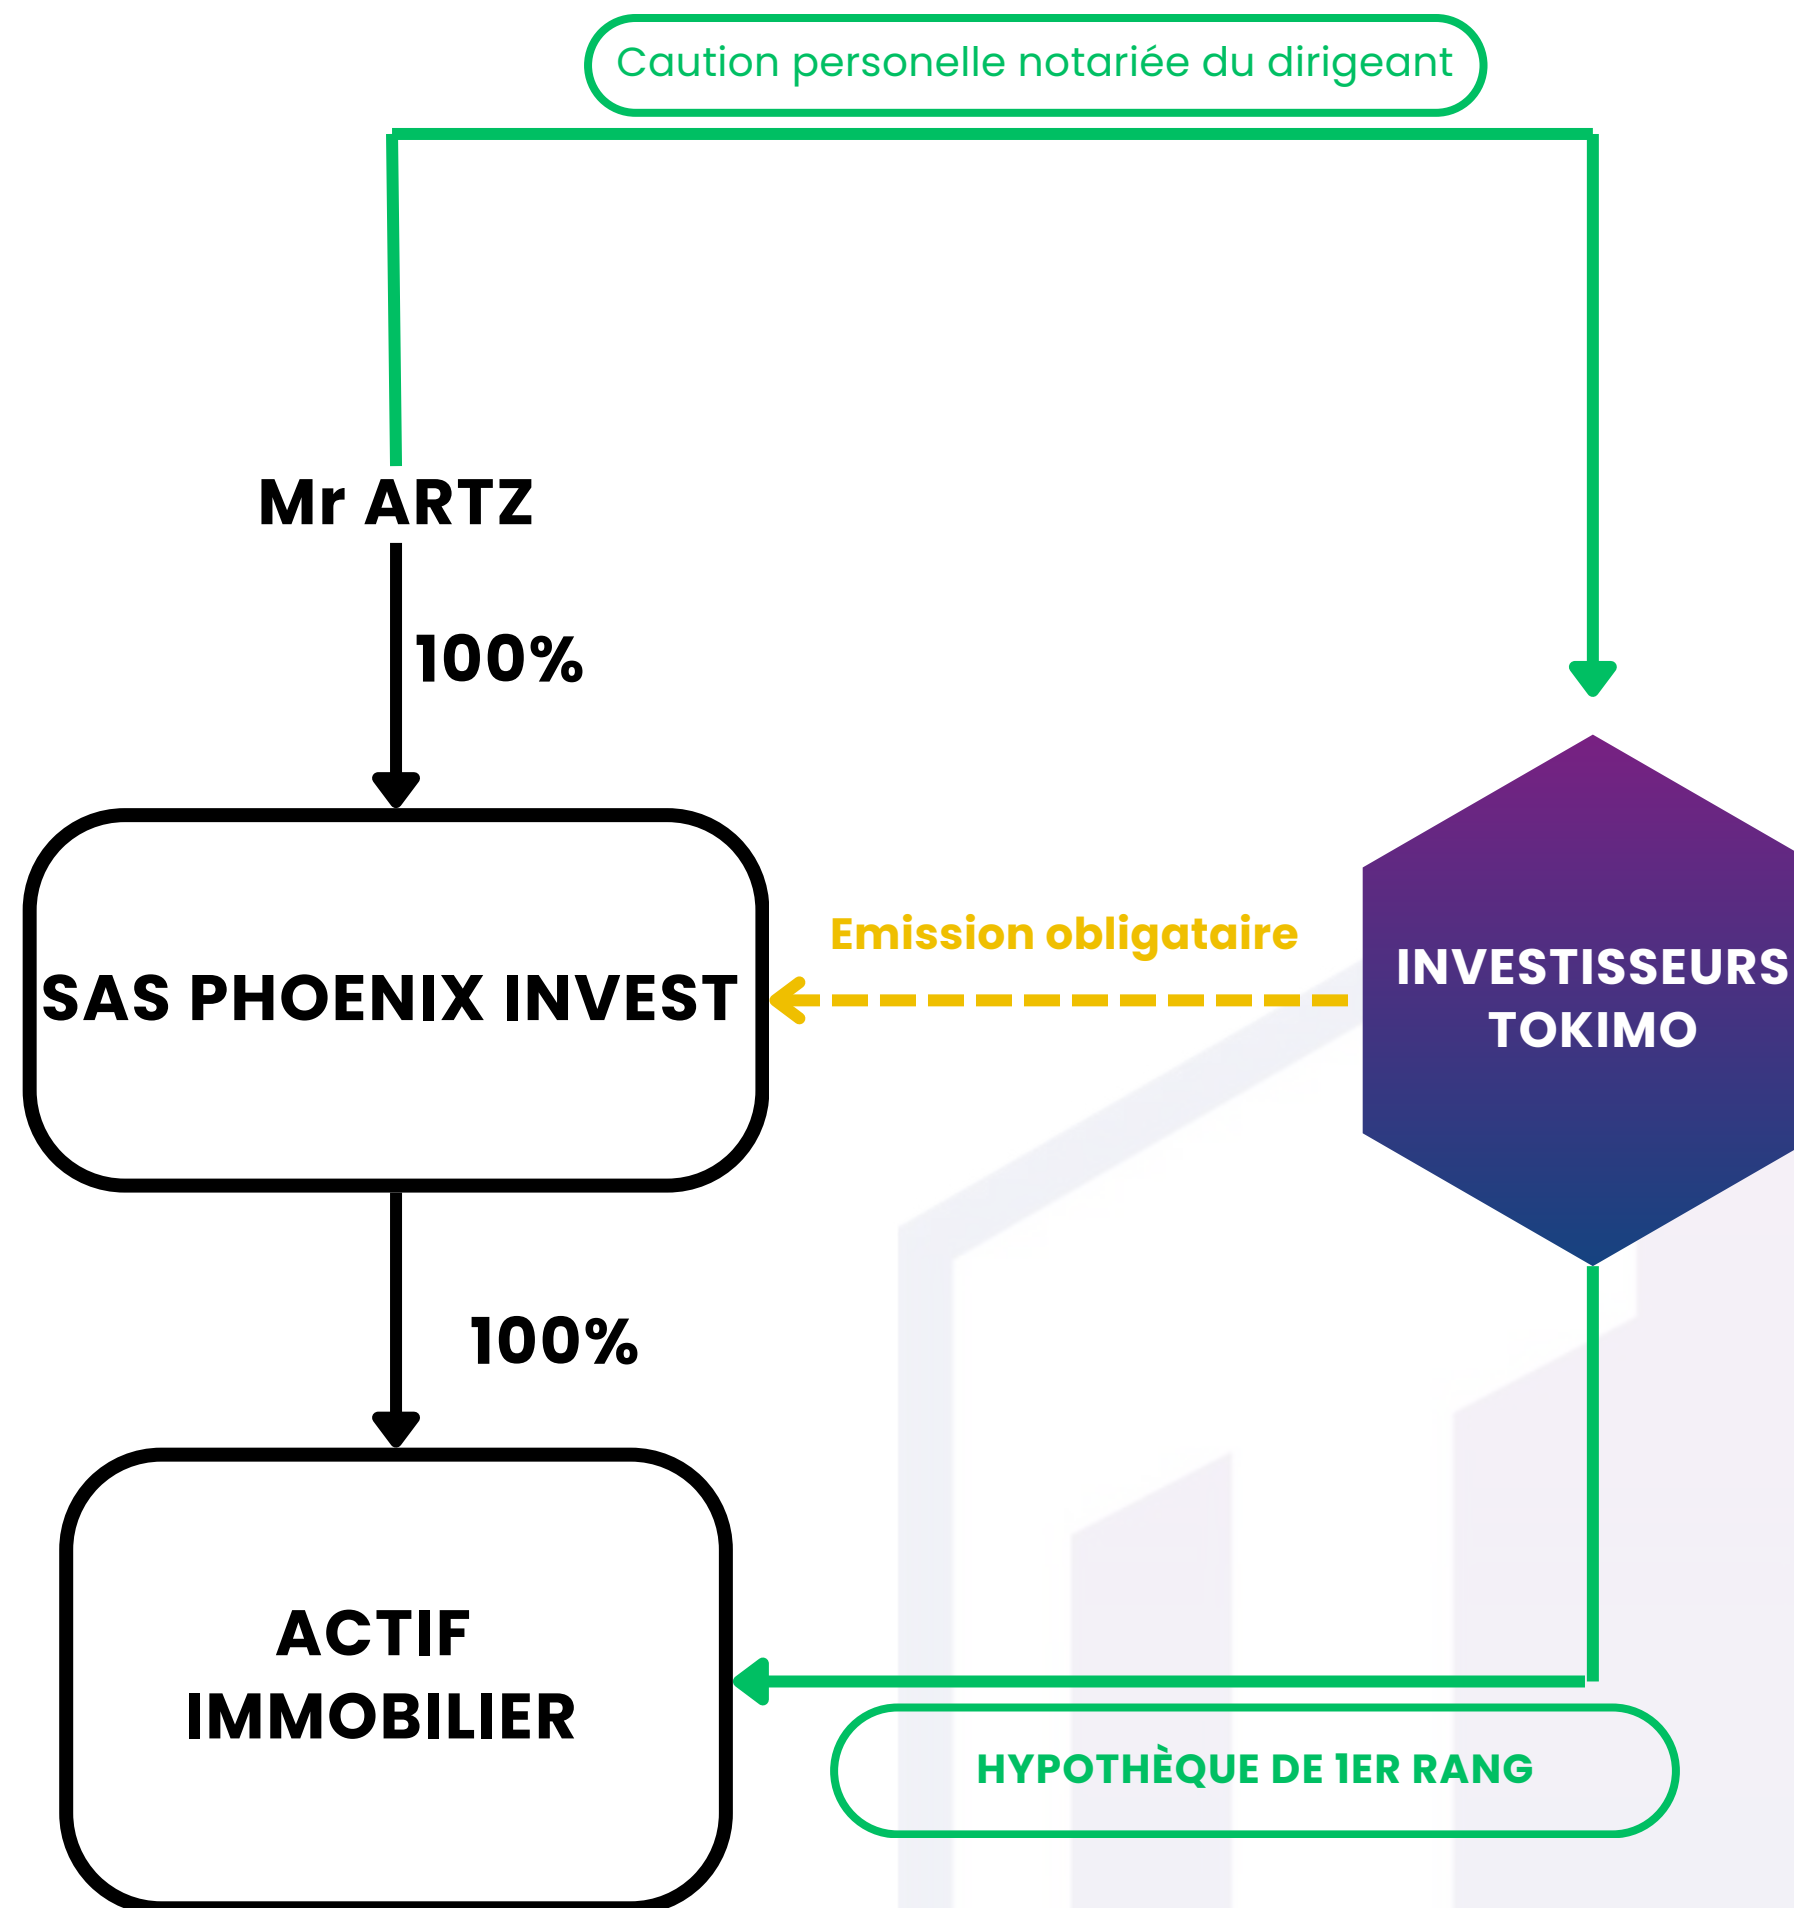 Caution personelle notariée du dirigeant
Mr ARTZ
100%
Emission obligataire
SAS PHOENIX INVEST
INVESTISSEURS
TOKIMO
100%
ACTIF
IMMOBILIER
HYPOTHÈQUE DE 1ER RANG